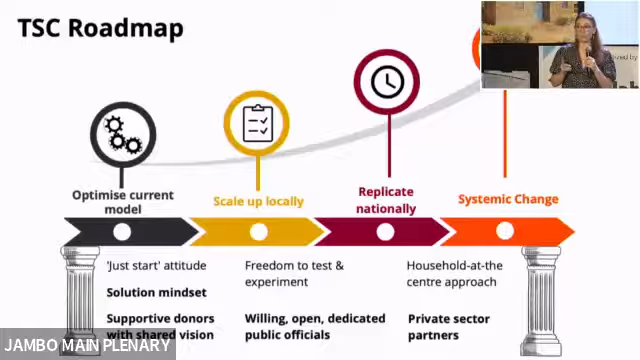 TSC Roadmap
Optimise current
model
Scale up locally
Replicate
nationally
Systemic Change
'Just start' attitude
Solution mindset
Supportive donors
with shared vision
Freedom to test &
experiment
Willing, open, dedicated
public officials
Household-at-the
centre approach
Private sector
partners
JAMBO MAIN PLENARY